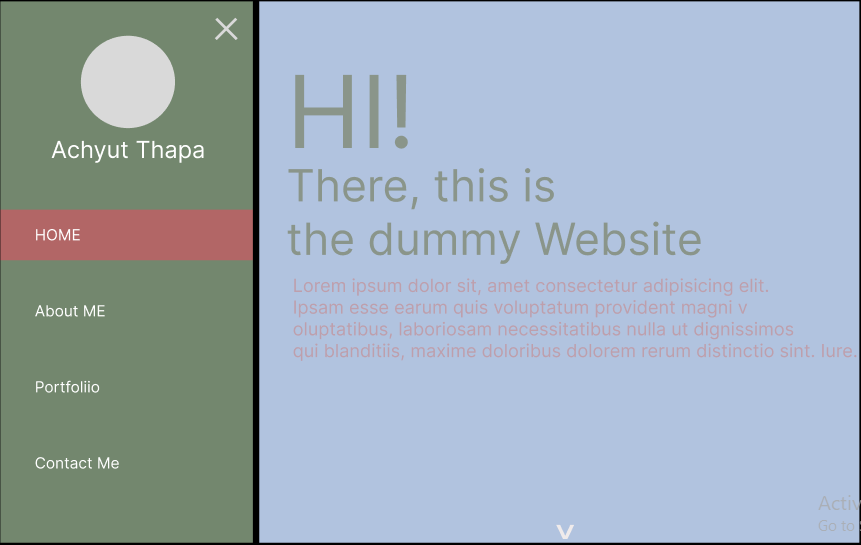 Achyut Thapa
HOME
About ME
Portfoliio
Contact Me
HI!
There, this is
the dummy Website
Lorem ipsum dolor sit, amet consectetur adipisicing elit.
Ipsam esse earum quis voluptatum provident magni v
oluptatibus, laboriosam necessitatibus nulla ut dignissimos
qui blanditiis, maxime doloribus dolorem rerum distinctio sint. Iure.
Go to